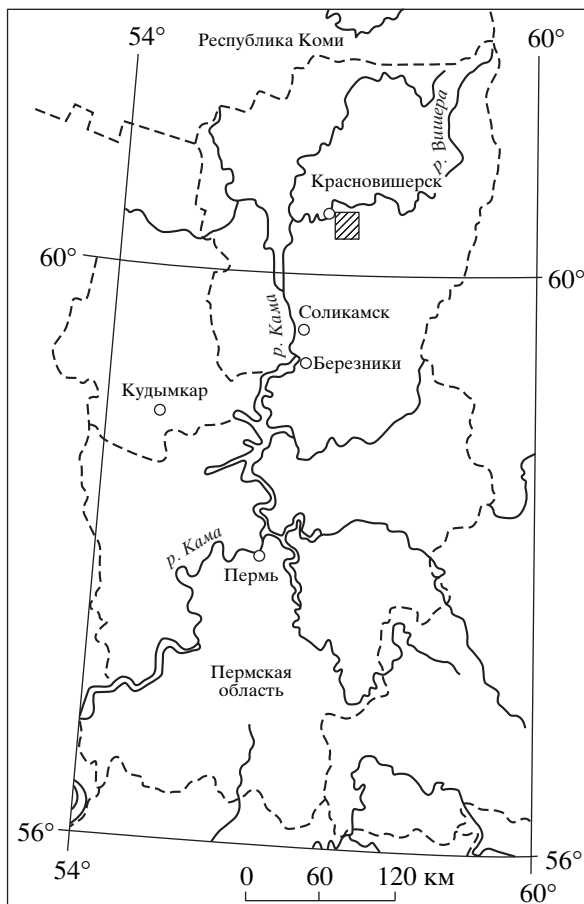 54°
Республика Коми
60°
р. Вишера
Красновишерск
60°
60°
р. Кама
Соликамск
Березники
Кудымкар
р. Кама
Пермь
Пермская
область
56°
54°
56°
60°
0 60 120 км